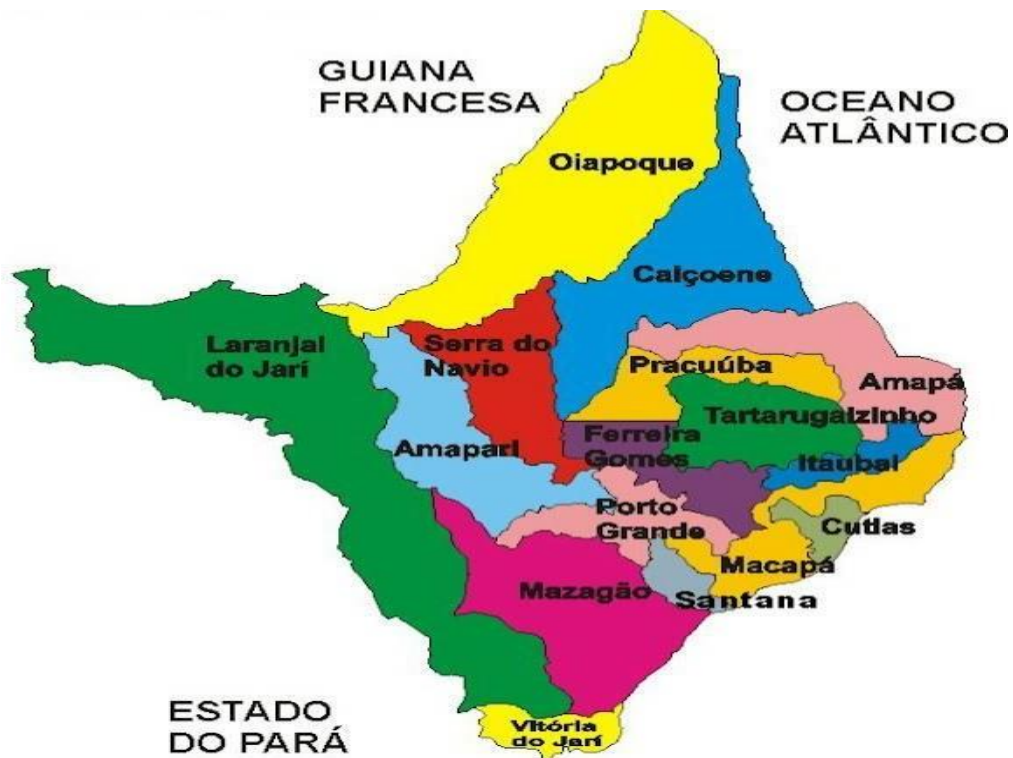 GUIANA
FRANCESA
OCEANO
ATLÂNTICO
Oiapoque
Calçoene
Laranjal
do Jarí
Serra do
Navio
Pracuúba
Amapá
Tartarugalzinho
Amapari
Ferreira
Gomes
Itaubal
Porto
Grande
Cutias
Macapá
Mazagão
Santana
ESTADO
DO PARÁ
Vitória
do Jarí